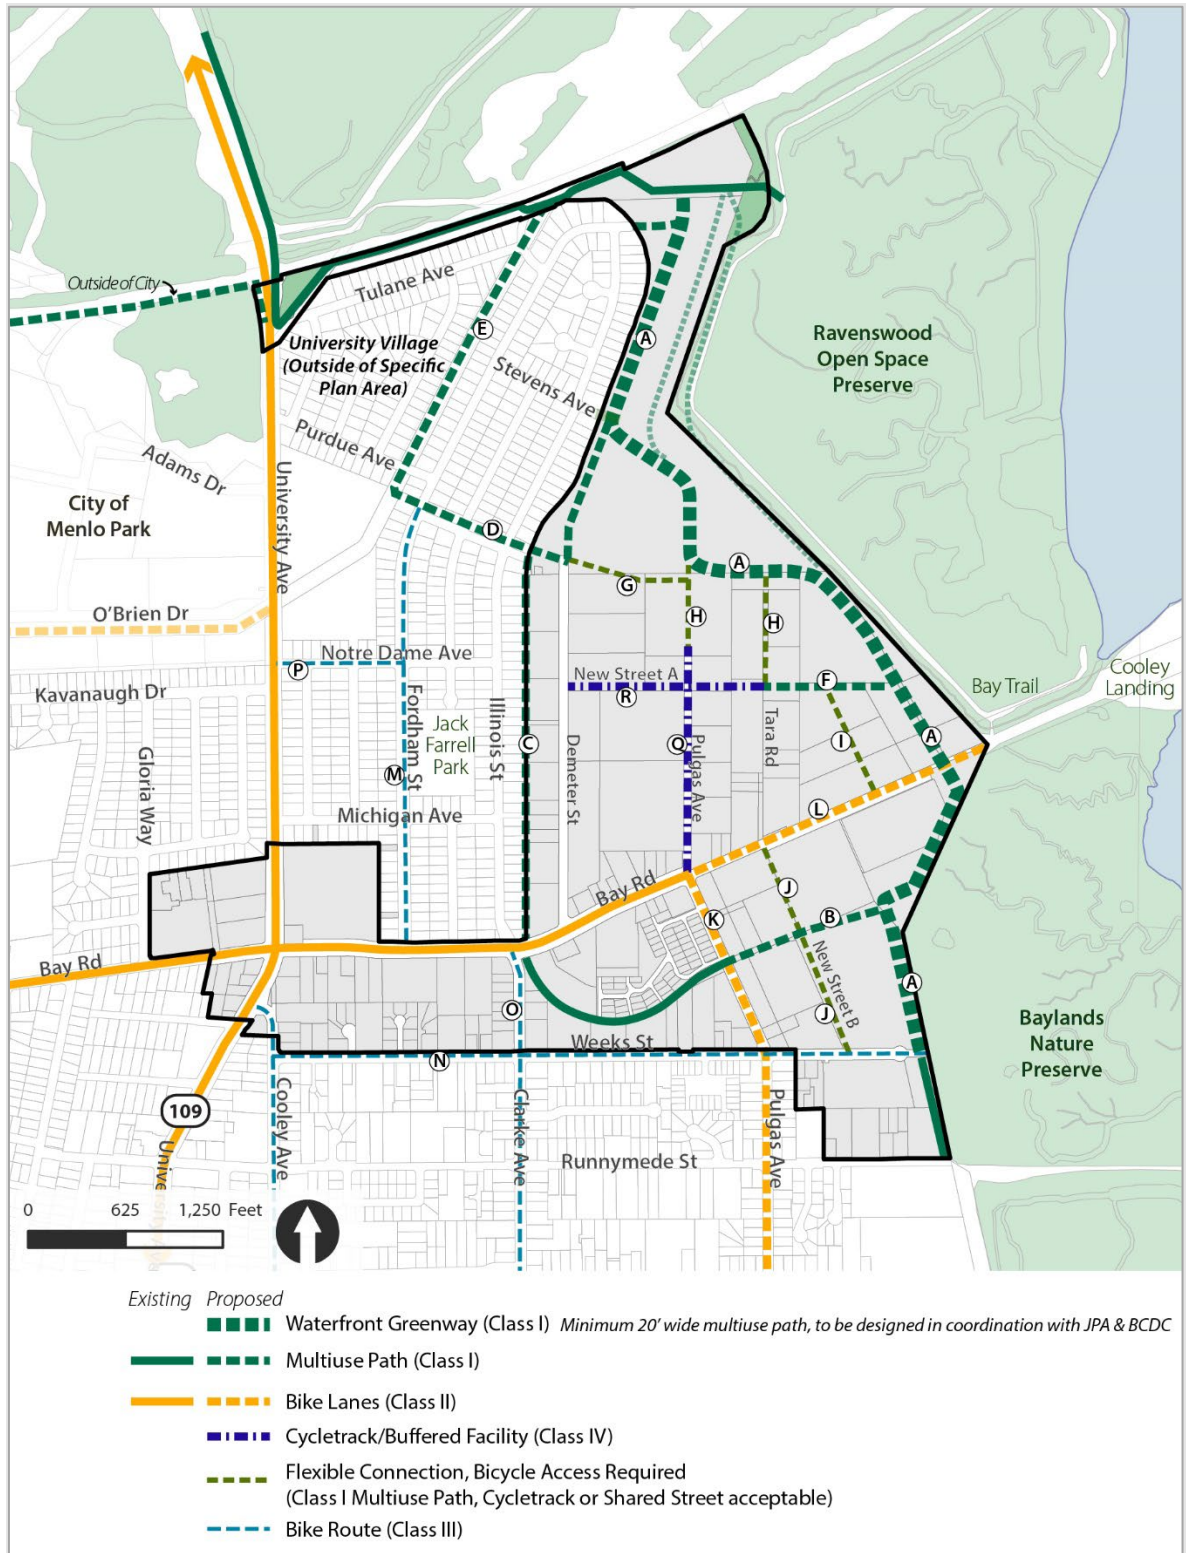 Outside of City
Tulane Ave
E
University Village
(Outside of Specific
Plan Area)
A
Ravenswood
Open Space
Preserve
Stevens Ave
Purdue Ave
Adams Dr
City of
Menlo Park
University Ave
D
A
G
H
H
O'Brien Dr
Notre Dame Ave
P
Kavanaugh Dr
New Street A
R
F
Bay Trail
Cooley
Landing
Gloria Way
Fordham St
Jack
Farrell
Park
Illinois St
C
Demeter St
Q
Pulgas Ave
Tara Rd
I
A
M
Michigan Ave
L
Bay Rd
J
K
B
Bay Rd
New Street B
A
O
J
Weeks St
N
Baylands
Nature
Preserve
109
Cooley Ave
Clarke Ave
Pulgas Ave
Runnymede St
0 625 1,250 Feet
Existing Proposed
Waterfront Greenway (Class I) Minimum 20' wide multiuse path, to be designed in coordination with JPA & BCDC
Multiuse Path (Class I)
Bike Lanes (Class II)
Cycletrack/Buffered Facility (Class IV)
Flexible Connection, Bicycle Access Required
(Class I Multiuse Path, Cycletrack or Shared Street acceptable)
Bike Route (Class III)